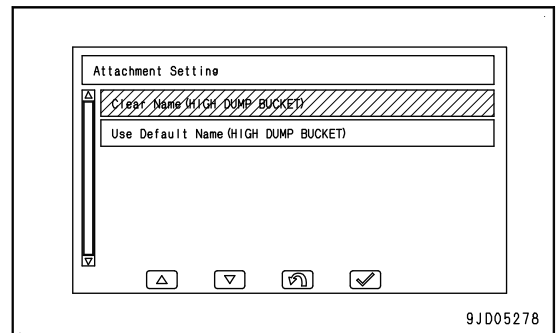 Attachment Setting
Clear Name(HIGH DUMP BUCKET)
Use Default Name(HIGH DUMP BUCKET)
9JD05278